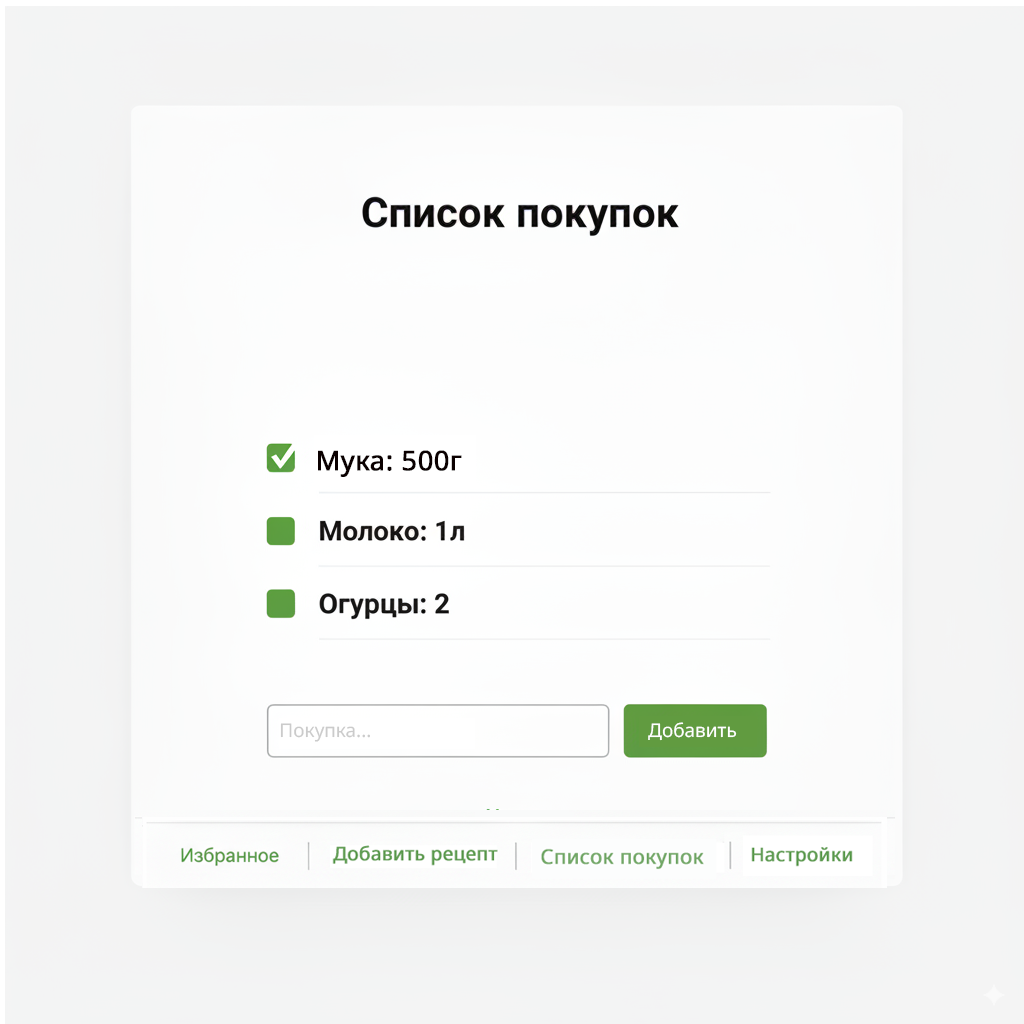 Список покупок
Мука: 500г
Молоко: 1л
Огурцы: 2
Покупка... Добавить
Избранное | Добавить рецепт | Список покупок | Настройки